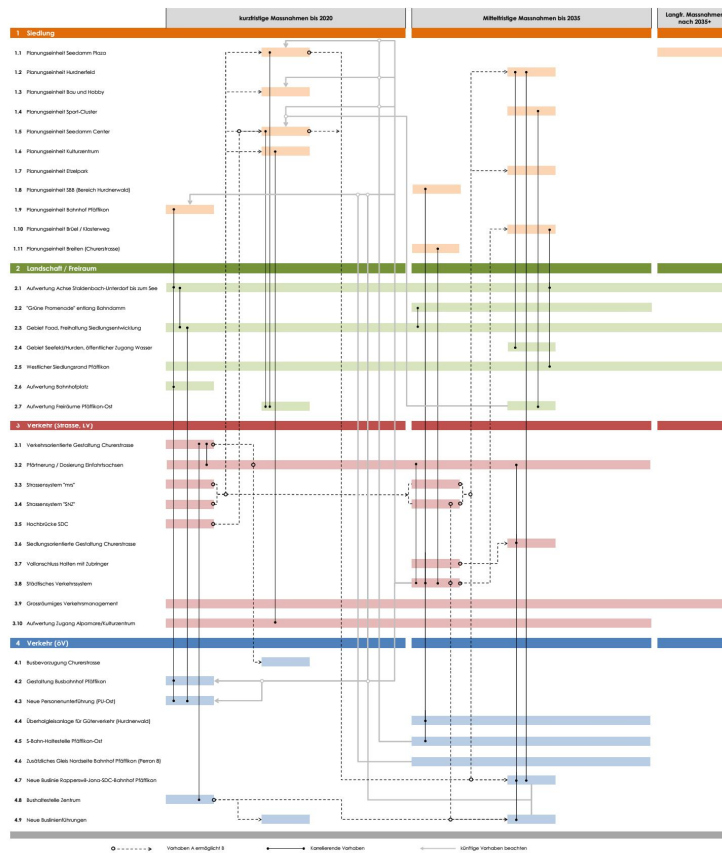 kurzfristige Massnahmen bis 2020
Mittelfristige Massnahmen bis 2035
Langfr. Massnahmen
nach 2035+
1 Siedlung
1.1 Planungseinheit Seedamm Plaza
1.2 Planungseinheit Hurdnerfeld
1.3 Planungseinheit Bau und Hobby
1.4 Planungseinheit Sport-Cluster
1.5 Planungseinheit Seedamm Center
1.6 Planungseinheit Kulturzentrum
1.7 Planungseinheit Etzelpark
1.8 Planungseinheit SBB (Bereich Hurdnerwald)
1.9 Planungseinheit Bahnhof Pfäffikon
1.10 Planungseinheit Brüel / Klosterweg
1.11 Planungseinheit Breiten (Churerstrasse)
2 Landschaft / Freiraum
2.1 Aufwertung Achse Staldenbach-Unterdorf bis zum See
2.2 "Grüne Promenade" entlang Bahndamm
2.3 Gebiet Food, Freihaltung Siedlungsentwicklung
2.4 Gebiet Seefeld/Hurden, öffentlicher Zugang Wasser
2.5 Westlicher Siedlungsrand Pfäffikon
2.6 Aufwertung Bahnhofplatz
2.7 Aufwertung Freiräume Pfäffikon-Ost
3 Verkehr (Strasse, LV)
3.1 Verkehrsorientierte Gestaltung Churerstrasse
3.2 Pförtnerung / Dosierung Einfahrtsachsen
3.3 Strassensystem "mrs"
3.4 Strassensystem "SNZ"
3.5 Hochbrücke SDC
3.6 Siedlungsorientierte Gestaltung Churerstrasse
3.7 Vollanschluss Halten mit Zubringer
3.8 Städtisches Verkehrssystem
3.9 Grossräumiges Verkehrsmanagement
3.10 Aufwertung Zugang Alpamare/Kulturzentrum
4 Verkehr (öV)
4.1 Busbevorzugung Churerstrasse
4.2 Gestaltung Busbahnhof Pfäffikon
4.3 Neue Personenunterführung (PU-Ost)
4.4 Überholgleisanlage für Güterverkehr (Hurdnerwald)
4.5 S-Bahn-Haltestelle Pfäffikon-Ost
4.6 Zusätzliches Gleis Nordseite Bahnhof Pfäffikon (Perron 8)
4.7 Neue Buslinie Rapperswil-Jona-SDC-Bahnhof Pfäffikon
4.8 Bushaltestelle Zentrum
4.9 Neue Buslinienführungen
Vorhaben A ermöglicht B
Korrelierende Vorhaben
künftige Vorhaben beachten